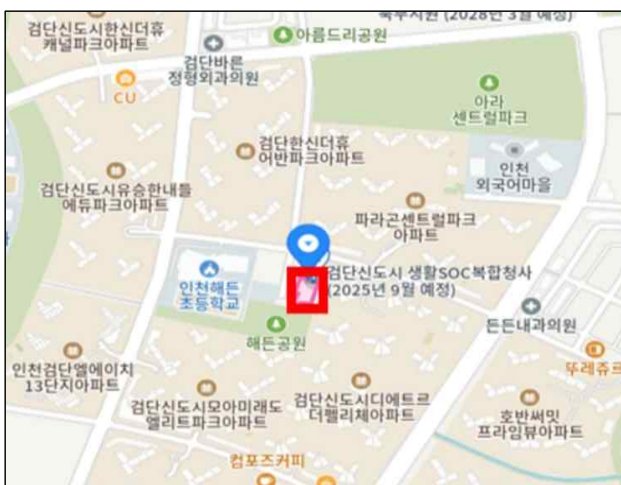 검단신도시한신더휴
캐널파크아파트
북부지원 (2028년 3월 예정)
아름드리공원
검단바른
정형외과의원
CU
아라
센트럴파크
검단한신더휴
어반파크아파트
인천
외국어마을
검단신도시유승한내들
에듀파크아파트
파라곤센트럴파크
아파트
검단신도시 생활SOC복합청사
(2025년 9월 예정)
인천해든
초등학교
해든공원
든든내과의원
인천검단엘에이치
13단지아파트
뚜레쥬르
검단신도시모아미래도
엘리트파크아파트
검단신도시디에트르
더펠리체아파트
호반써밋
프라임뷰아파트
컴포즈커피